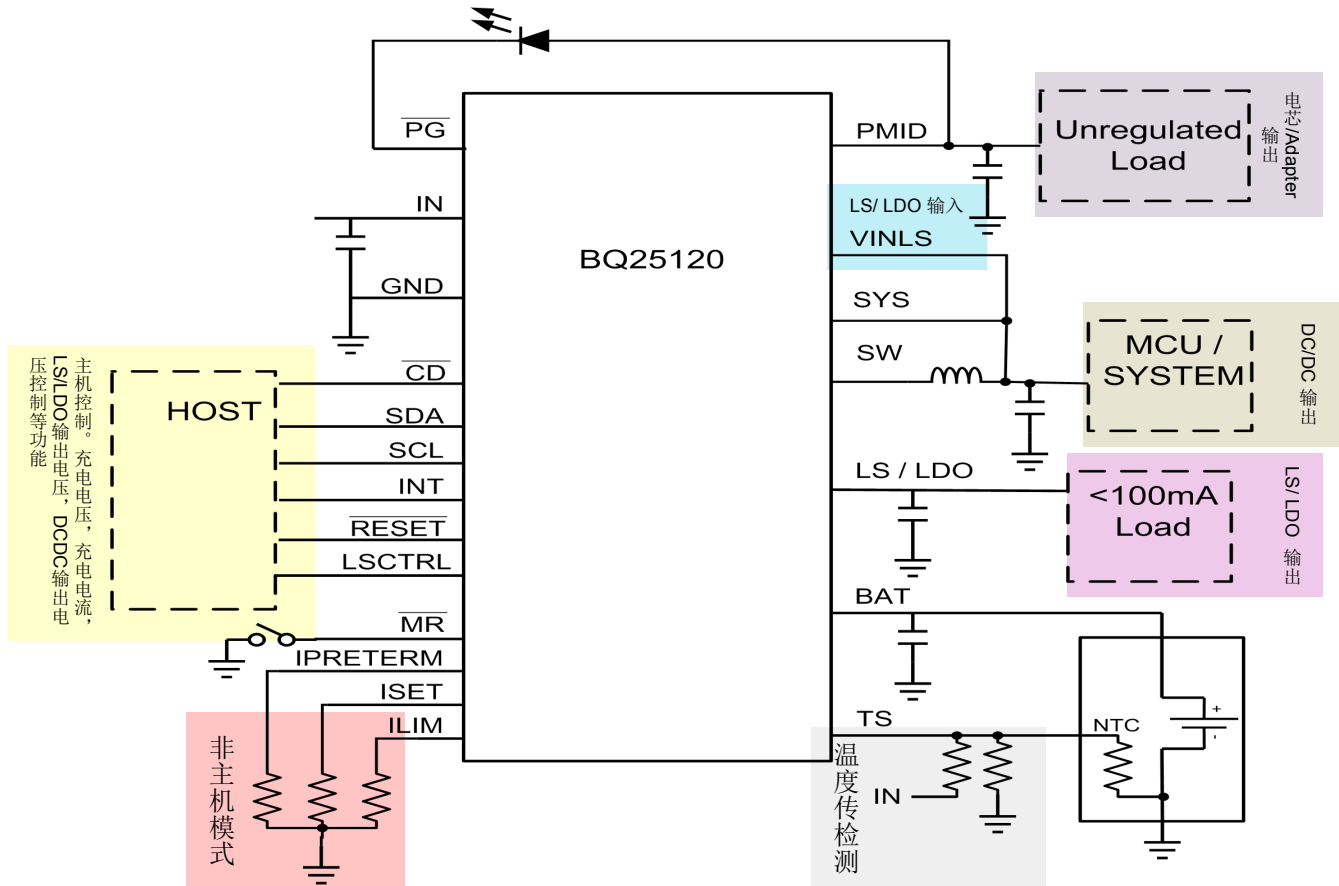 PG
IN
GND
CD
SDA
SCL
INT
RESET
LSCTRL
MR
IPRETERM
ISET
ILIM
HOST
主机控制。充电电压，充电电流，
LS/LDO输出电压，DCDC输出电
压控制等功能
非主机模式
BQ25120
PMID
LS/ LDO 输入
VINLS
SYS
SW
LS / LDO
BAT
TS
温度传检测
IN
NTC
+
-
Unregulated
Load
电芯/Adapter
输出
MCU /
SYSTEM
DC/DC 输出
<100mA
Load
LS/ LDO 输出